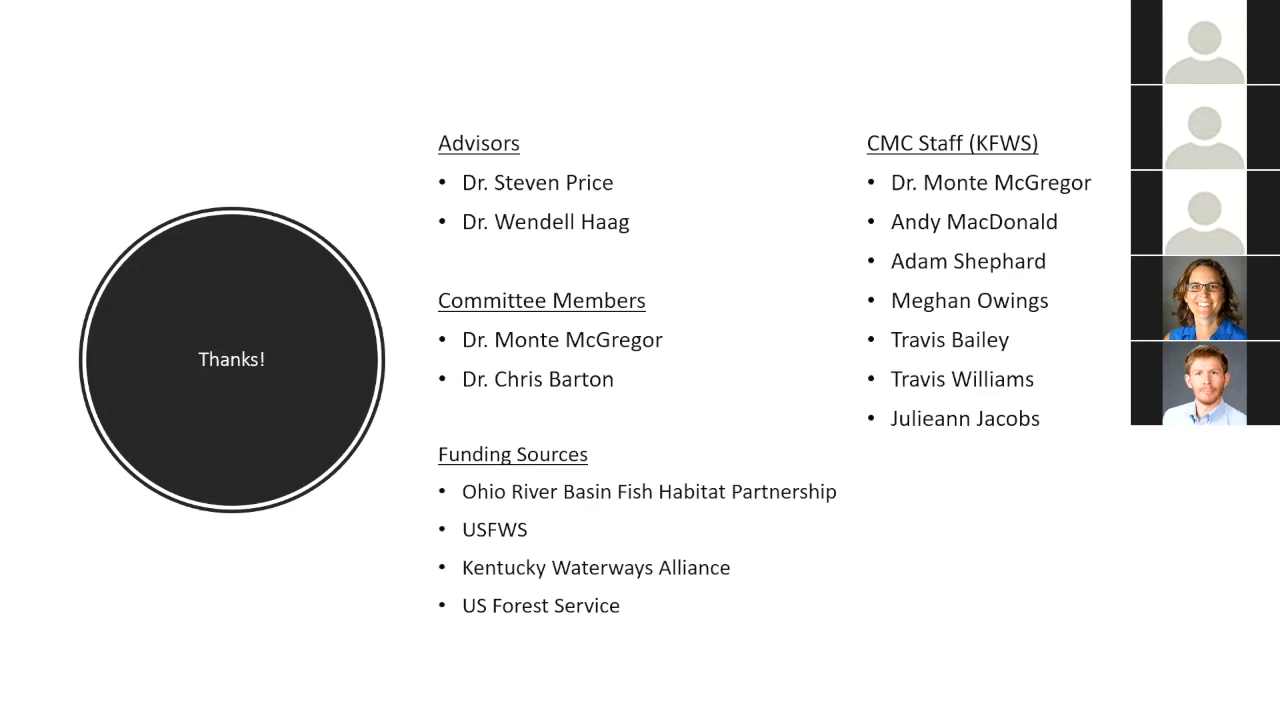 Thanks!
Advisors
• Dr. Steven Price
• Dr. Wendell Haag
Committee Members
• Dr. Monte McGregor
• Dr. Chris Barton
Funding Sources
• Ohio River Basin Fish Habitat Partnership
• USFWS
• Kentucky Waterways Alliance
• US Forest Service
CMC Staff (KFWS)
• Dr. Monte McGregor
• Andy MacDonald
• Adam Shephard
• Meghan Owings
• Travis Bailey
• Travis Williams
• Julieann Jacobs